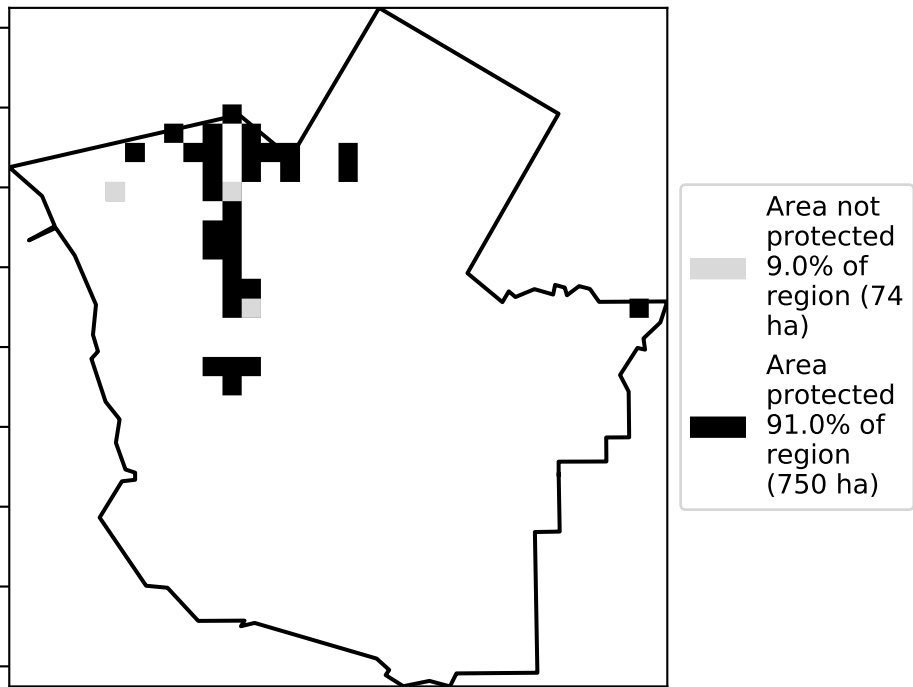 Area not
protected
9.0% of
region (74
ha)
Area
protected
91.0% of
region
(750 ha)